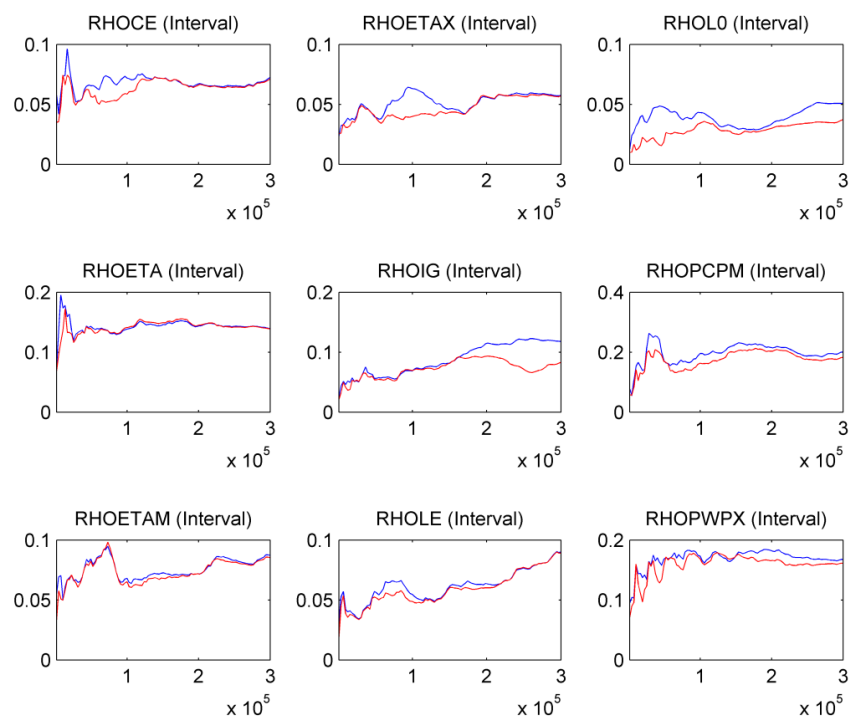 RHOCE (Interval)
RHOETAX (Interval)
RHOL0 (Interval)
0.1
0.05
0
1 2 3
x 10^5
0.1
0.05
0
1 2 3
x 10^5
0.1
0.05
0
1 2 3
x 10^5
RHOETA (Interval)
RHOIG (Interval)
RHOPCPM (Interval)
0.2
0.1
0
1 2 3
x 10^5
0.2
0.1
0
1 2 3
x 10^5
0.4
0.2
0
1 2 3
x 10^5
RHOETAM (Interval)
RHOLE (Interval)
RHOPWPX (Interval)
0.1
0.05
0
1 2 3
x 10^5
0.1
0.05
0
1 2 3
x 10^5
0.2
0.1
0
1 2 3
x 10^5